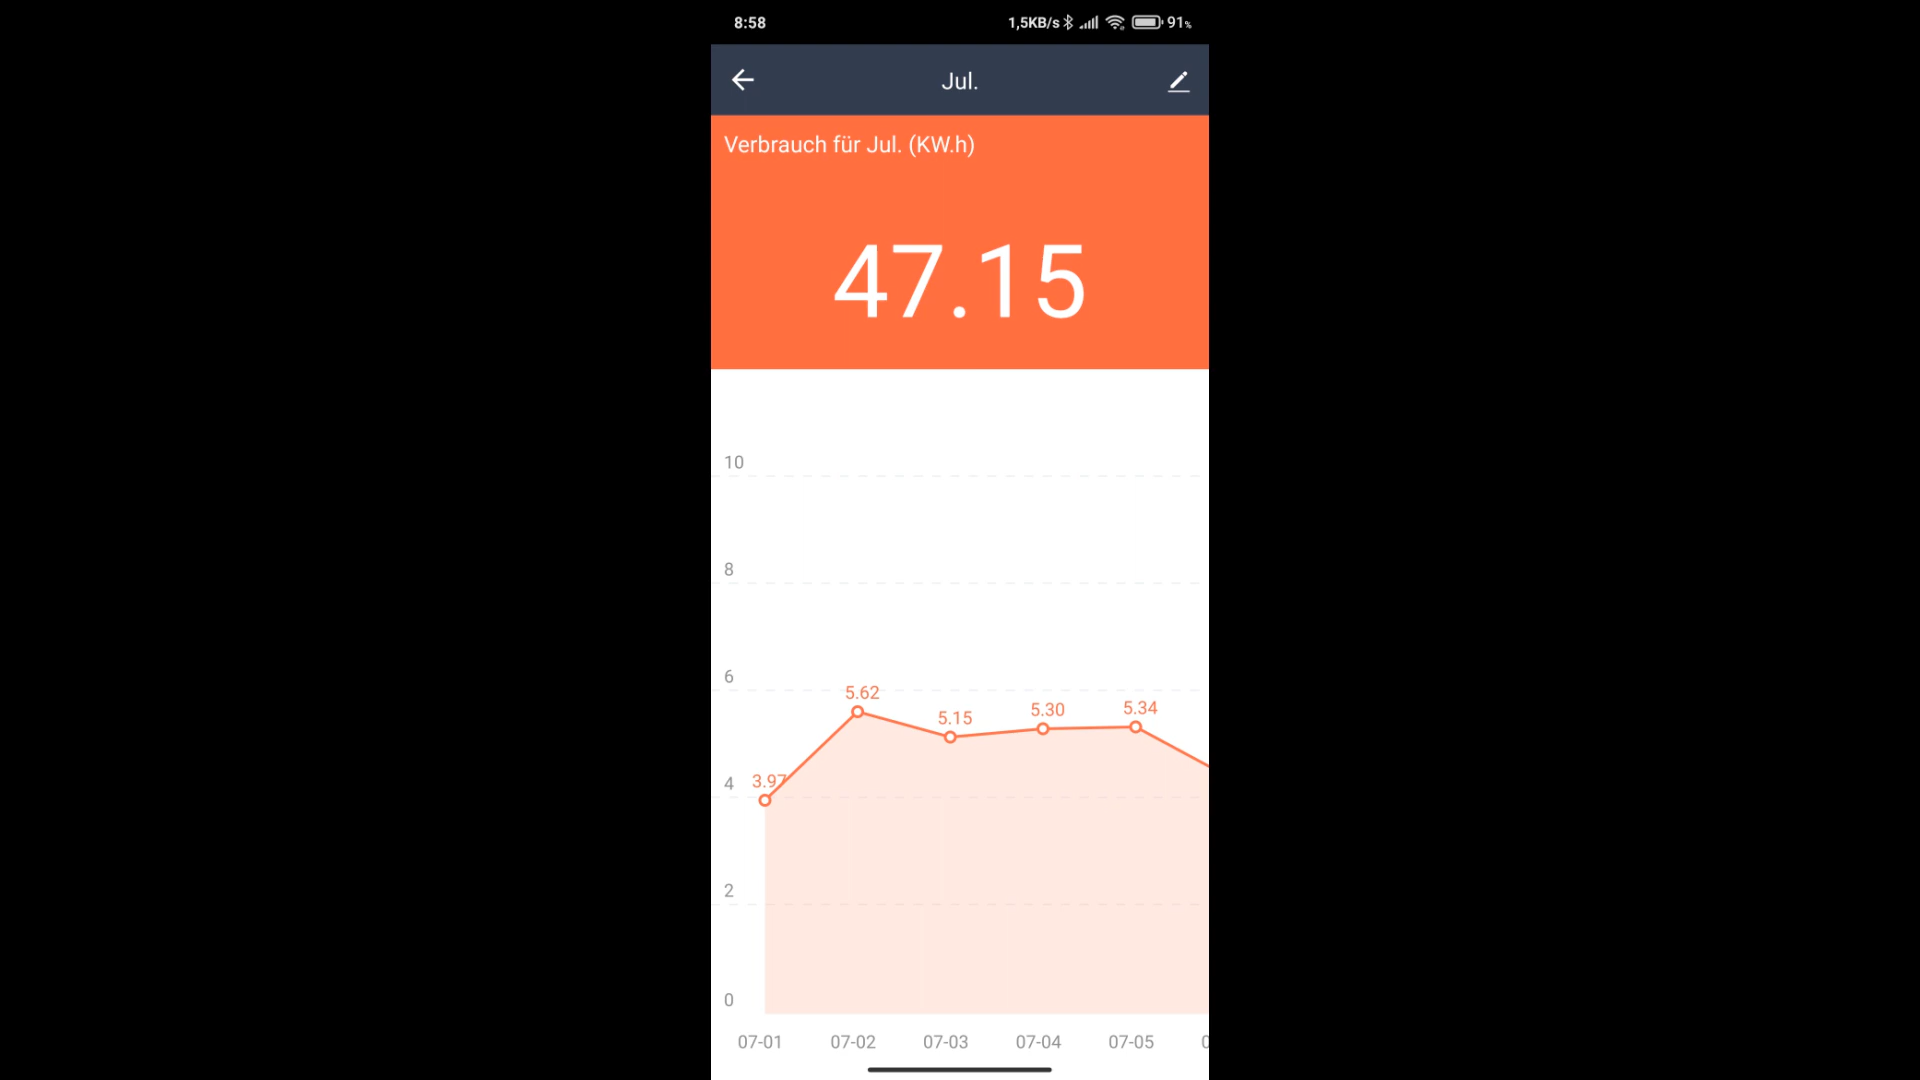 8:58 1,5KB/s 91%
Jul.
Verbrauch für Jul. (KW.h)
47.15
10
8
6
5.62 5.15 5.30 5.34
4 3.97
2
0
07-01 07-02 07-03 07-04 07-05